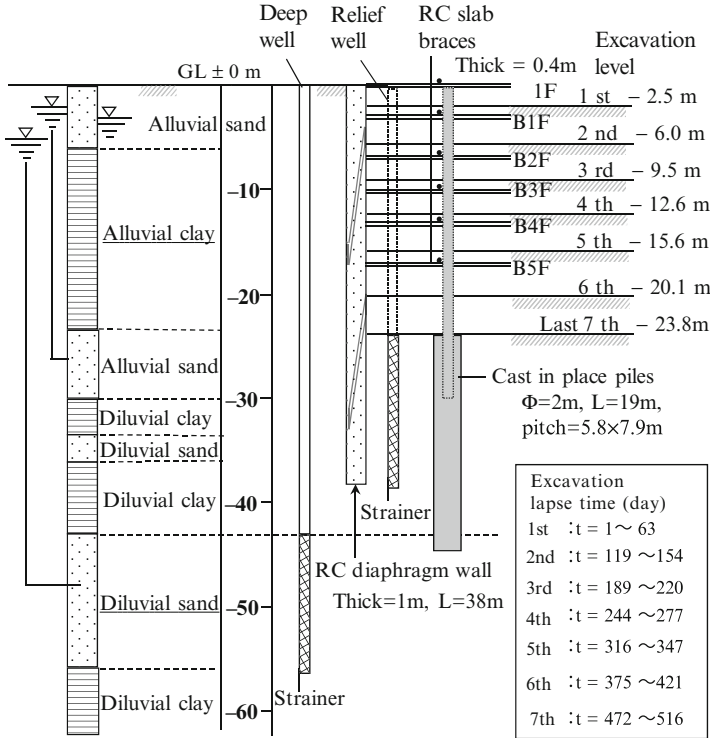 Deep well
Relief well
RC slab braces
Excavation level
GL ± 0 m
Thick = 0.4m
1F
1 st – 2.5 m
B1F
2 nd – 6.0 m
B2F
3 rd – 9.5 m
B3F
4 th – 12.6 m
B4F
5 th – 15.6 m
B5F
6 th – 20.1 m
Last 7 th – 23.8m
Alluvial sand
Alluvial clay
Alluvial sand
Diluvial clay
Diluvial sand
Diluvial clay
Diluvial sand
Diluvial clay
–10
–20
–30
–40
–50
–60
Strainer
Strainer
RC diaphragm wall
Thick=1m, L=38m
Cast in place piles
Φ=2m, L=19m,
pitch=5.8×7.9m
Excavation
lapse time (day)
1st :t = 1～ 63
2nd :t = 119 ～154
3rd :t = 189 ～220
4th :t = 244 ～277
5th :t = 316 ～347
6th :t = 375 ～421
7th :t = 472 ～516